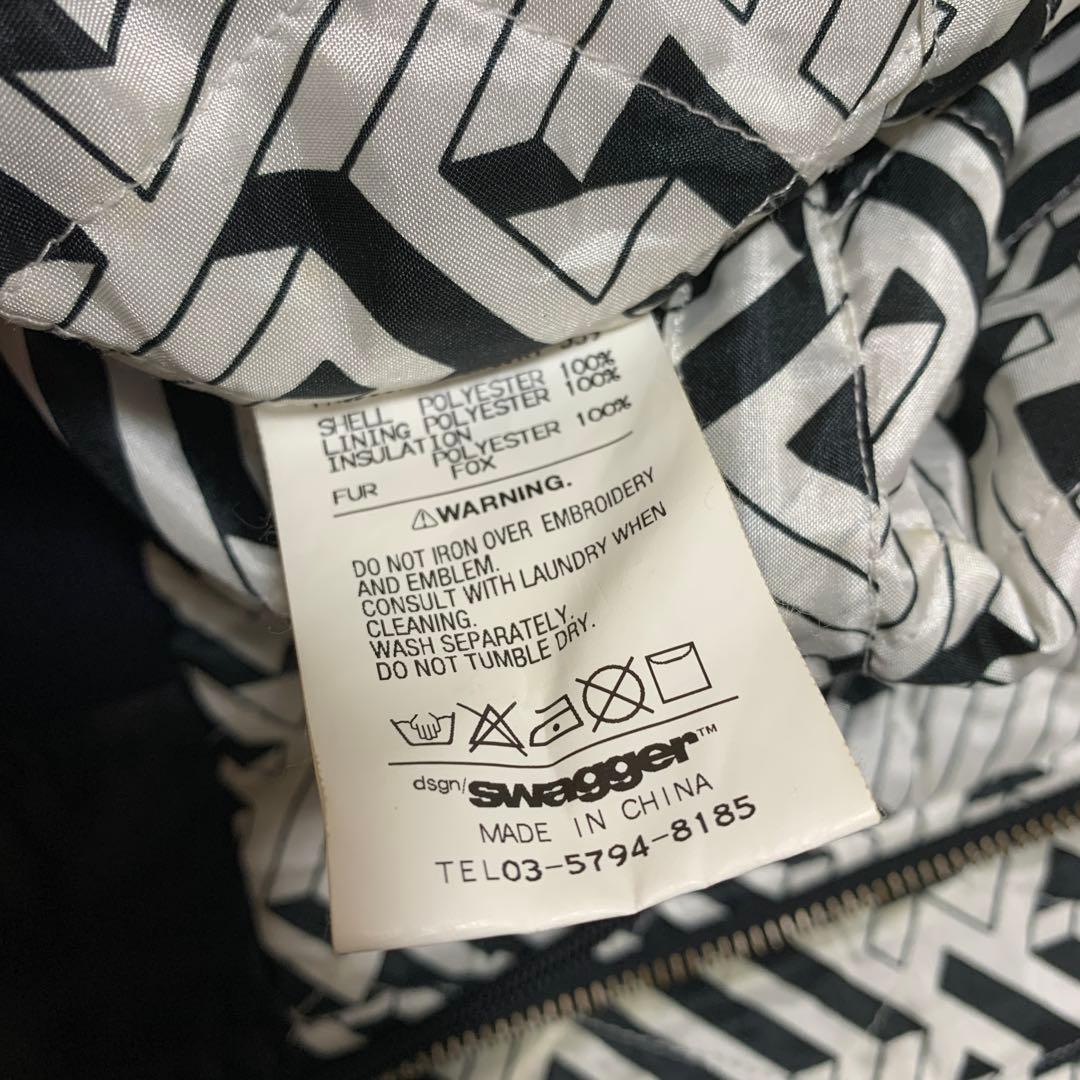 SHELL POLYESTER 100%
LINING POLYESTER 100%
INSULATION
POLYESTER 100%
FUR FOX
⚠WARNING.
DO NOT IRON OVER EMBROIDERY
AND EMBLEM.
CONSULT WITH LAUNDRY WHEN
CLEANING.
WASH SEPARATELY.
DO NOT TUMBLE DRY.
dsgn/swagger™
MADE IN CHINA
TEL03-5794-8185